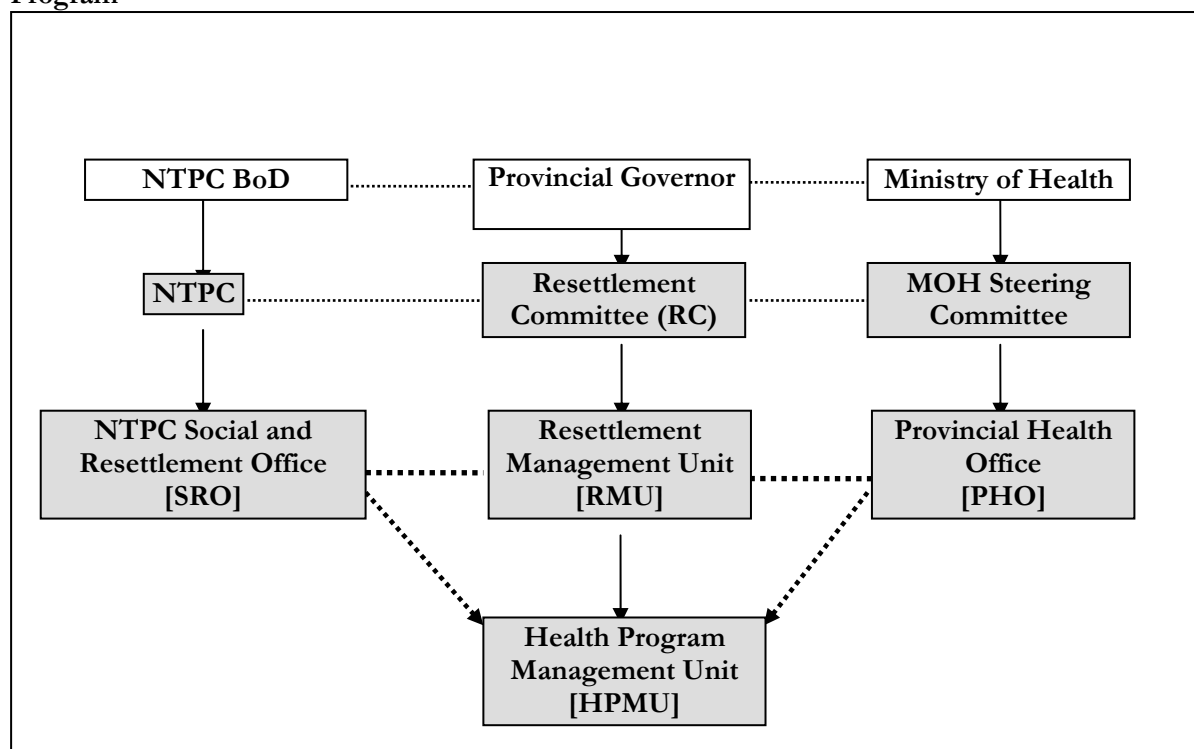 Program
NTPC BoD
Provincial Governor
Ministry of Health
NTPC
Resettlement
Committee (RC)
MOH Steering
Committee
NTPC Social and
Resettlement Office
[SRO]
Resettlement
Management Unit
[RMU]
Provincial Health
Office
[PHO]
Health Program
Management Unit
[HPMU]